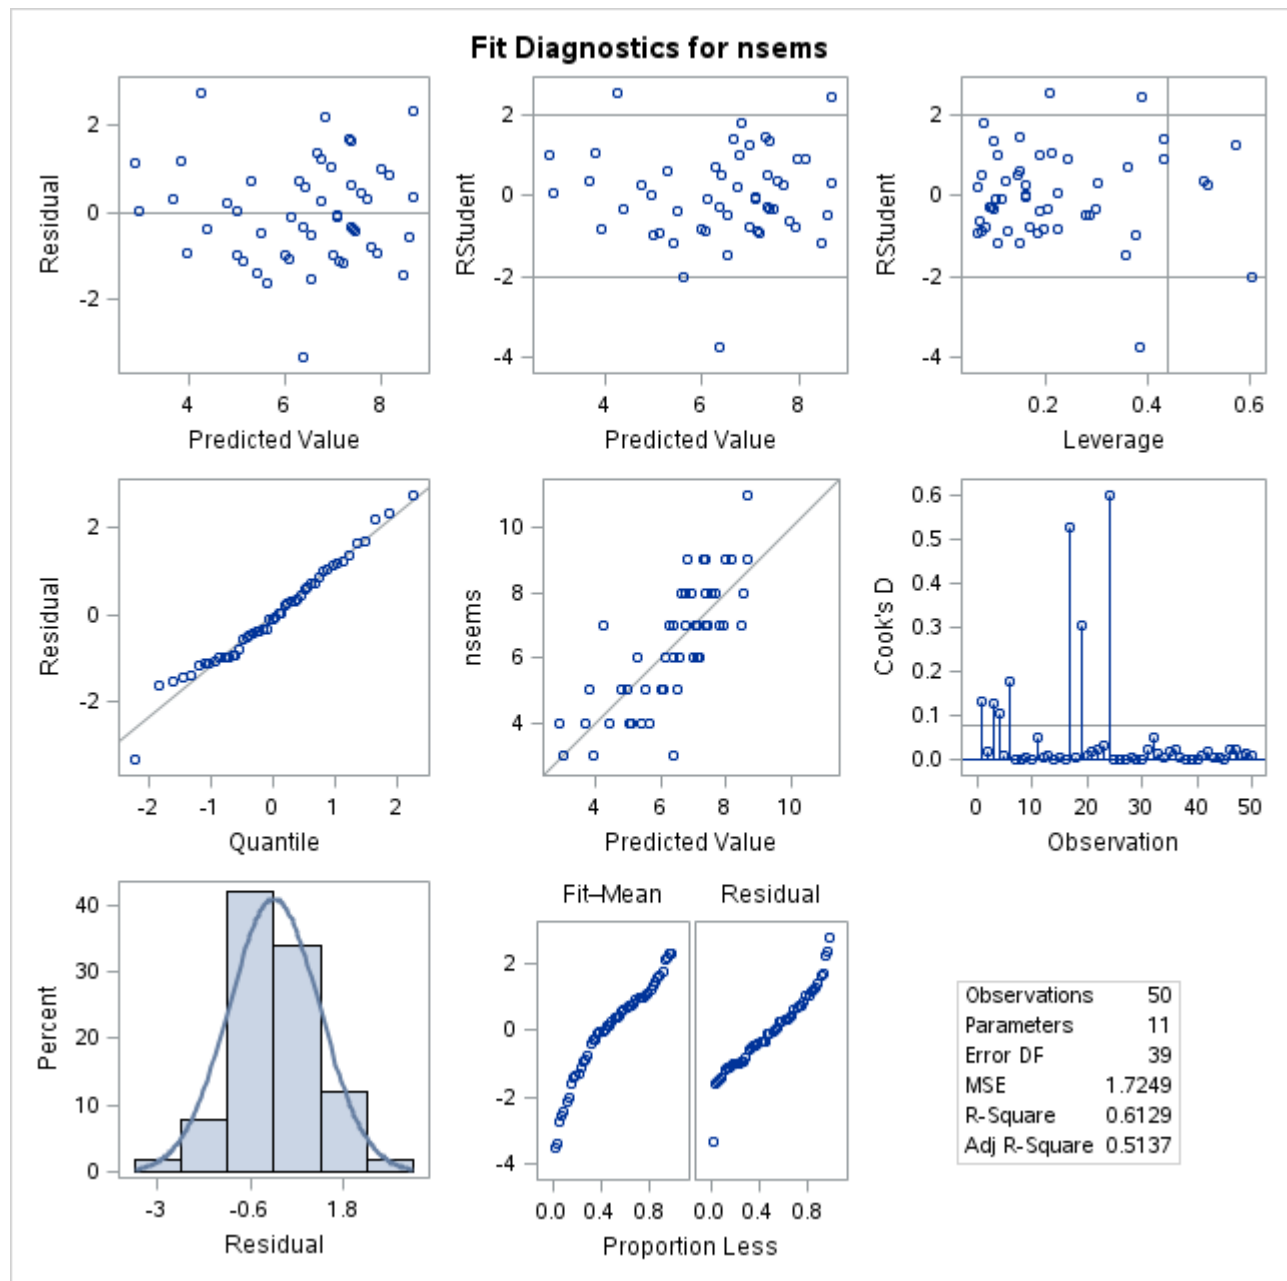 Fit Diagnostics for nsems
Residual
2
0
-2
4 6 8
Predicted Value
RStudent
2
0
-2
-4
4 6 8
Predicted Value
RStudent
2
0
-2
-4
0.2 0.4 0.6
Leverage
Residual
2
0
-2
-2 -1 0 1 2
Quantile
nsems
10
8
6
4
4 6 8 10
Predicted Value
Cook's D
0.6
0.5
0.4
0.3
0.2
0.1
0.0
0 10 20 30 40 50
Observation
Percent
40
30
20
10
0
-3 -0.6 1.8
Residual
Fit–Mean Residual
2
0
-2
-4
0.0 0.4 0.8 0.0 0.4 0.8
Proportion Less
Observations 50
Parameters 11
Error DF 39
MSE 1.7249
R-Square 0.6129
Adj R-Square 0.5137